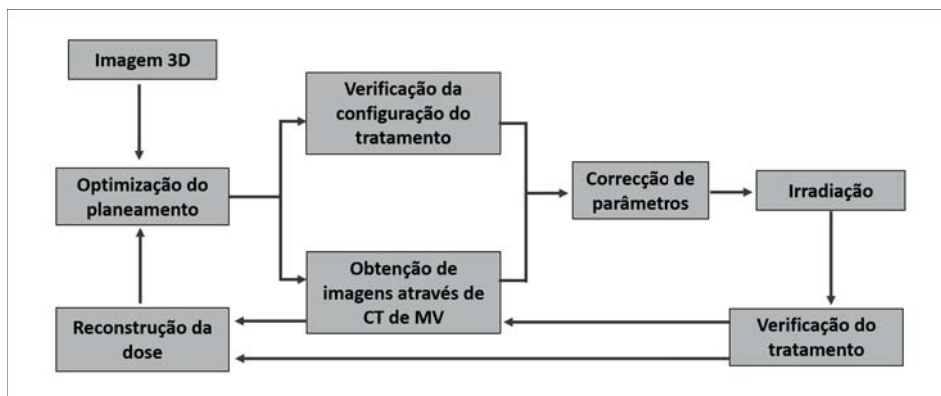 Imagem 3D
Verificação da
configuração do
tratamento
Optimização do
planeamento
Correcção de
parâmetros
Irradiação
Obtenção de
imagens através de
CT de MV
Reconstrução da
dose
Verificação do
tratamento